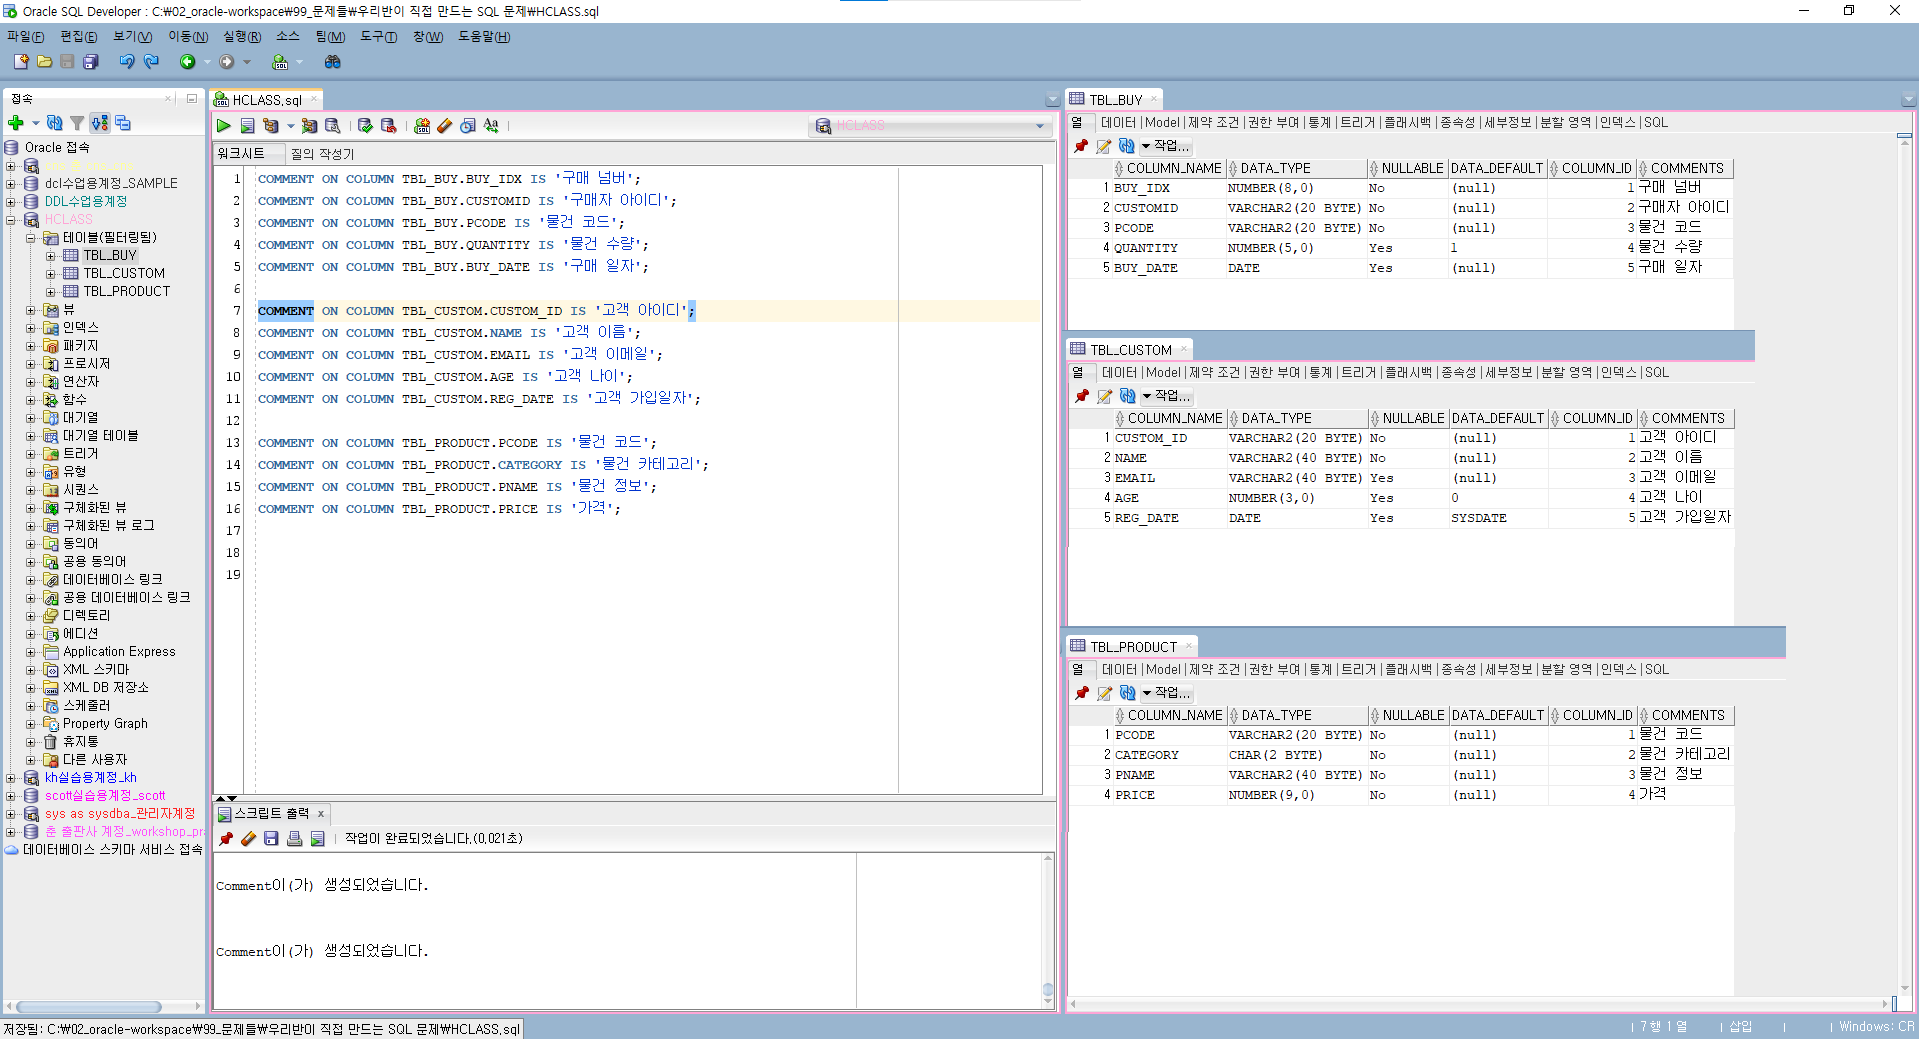 Oracle SQL Developer : C:₩02_oracle-workspace₩99_문제들₩우리반이 직접 만드는 SQL 문제₩HCLASS.sql
파일(F) 편집(E) 보기(V) 이동(N) 실행(R) 소스 팀(M) 도구(T) 창(W) 도움말(H)
접속
Oracle 접속
dcl수업용계정_SAMPLE
DDL수업용계정
HCLASS
테이블(필터링됨)
TBL_BUY
TBL_CUSTOM
TBL_PRODUCT
뷰
인덱스
패키지
프로시저
연산자
함수
대기열
대기열 테이블
트리거
유형
시퀀스
구체화된 뷰
구체화된 뷰 로그
동의어
공용 동의어
데이터베이스 링크
공용 데이터베이스 링크
디렉토리
에디션
Application Express
XML 스키마
XML DB 저장소
스케줄러
Property Graph
휴지통
다른 사용자
kh실습용계정_kh
scott실습용계정_scott
sys as sysdba_관리자계정
춘 출판사 계정_workshop_pra
데이터베이스 스키마 서비스 접속
HCLASS.sql
HCLASS
워크시트 질의 작성기
1 COMMENT ON COLUMN TBL_BUY.BUY_IDX IS '구매 넘버';
2 COMMENT ON COLUMN TBL_BUY.CUSTOMID IS '구매자 아이디';
3 COMMENT ON COLUMN TBL_BUY.PCODE IS '물건 코드';
4 COMMENT ON COLUMN TBL_BUY.QUANTITY IS '물건 수량';
5 COMMENT ON COLUMN TBL_BUY.BUY_DATE IS '구매 일자';
6
7 COMMENT ON COLUMN TBL_CUSTOM.CUSTOM_ID IS '고객 아이디';
8 COMMENT ON COLUMN TBL_CUSTOM.NAME IS '고객 이름';
9 COMMENT ON COLUMN TBL_CUSTOM.EMAIL IS '고객 이메일';
10 COMMENT ON COLUMN TBL_CUSTOM.AGE IS '고객 나이';
11 COMMENT ON COLUMN TBL_CUSTOM.REG_DATE IS '고객 가입일자';
12
13 COMMENT ON COLUMN TBL_PRODUCT.PCODE IS '물건 코드';
14 COMMENT ON COLUMN TBL_PRODUCT.CATEGORY IS '물건 카테고리';
15 COMMENT ON COLUMN TBL_PRODUCT.PNAME IS '물건 정보';
16 COMMENT ON COLUMN TBL_PRODUCT.PRICE IS '가격';
17
18
19
스크립트 출력 x
작업이 완료되었습니다.(0.021초)
Comment이(가) 생성되었습니다.
Comment이(가) 생성되었습니다.
TBL_BUY
열 데이터 | Model | 제약 조건 | 권한 부여 | 통계 | 트리거 | 플래시백 | 종속성 | 세부정보 | 분할 영역 | 인덱스 | SQL
작업...
COLUMN_NAME DATA_TYPE NULLABLE DATA_DEFAULT COLUMN_ID COMMENTS
1 BUY_IDX NUMBER(8,0) No (null) 1 구매 넘버
2 CUSTOMID VARCHAR2(20 BYTE) No (null) 2 구매자 아이디
3 PCODE VARCHAR2(20 BYTE) No (null) 3 물건 코드
4 QUANTITY NUMBER(5,0) Yes 1 4 물건 수량
5 BUY_DATE DATE Yes (null) 5 구매 일자
TBL_CUSTOM
열 데이터 | Model | 제약 조건 | 권한 부여 | 통계 | 트리거 | 플래시백 | 종속성 | 세부정보 | 분할 영역 | 인덱스 | SQL
작업...
COLUMN_NAME DATA_TYPE NULLABLE DATA_DEFAULT COLUMN_ID COMMENTS
1 CUSTOM_ID VARCHAR2(20 BYTE) No (null) 1 고객 아이디
2 NAME VARCHAR2(40 BYTE) No (null) 2 고객 이름
3 EMAIL VARCHAR2(40 BYTE) Yes (null) 3 고객 이메일
4 AGE NUMBER(3,0) Yes 0 4 고객 나이
5 REG_DATE DATE Yes SYSDATE 5 고객 가입일자
TBL_PRODUCT
열 데이터 | Model | 제약 조건 | 권한 부여 | 통계 | 트리거 | 플래시백 | 종속성 | 세부정보 | 분할 영역 | 인덱스 | SQL
작업...
COLUMN_NAME DATA_TYPE NULLABLE DATA_DEFAULT COLUMN_ID COMMENTS
1 PCODE VARCHAR2(20 BYTE) No (null) 1 물건 코드
2 CATEGORY CHAR(2 BYTE) No (null) 2 물건 카테고리
3 PNAME VARCHAR2(40 BYTE) No (null) 3 물건 정보
4 PRICE NUMBER(9,0) No (null) 4 가격
저장됨: C:₩02_oracle-workspace₩99_문제들₩우리반이 직접 만드는 SQL 문제₩HCLASS.sql
7 행 1 열 | 삽입 | | Windows: CR